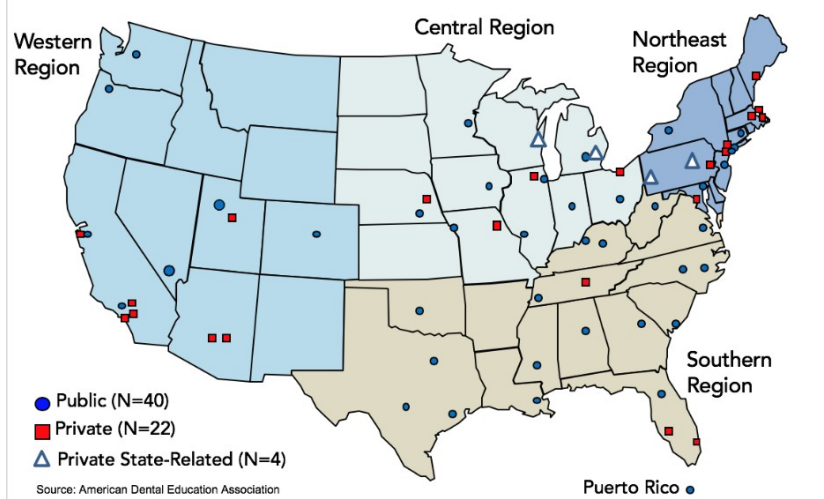 Central Region
Western
Region
Northeast
Region
Southern
Region
Public (N=40)
Private (N=22)
Private State-Related (N=4)
Source: American Dental Education Association
Puerto Rico